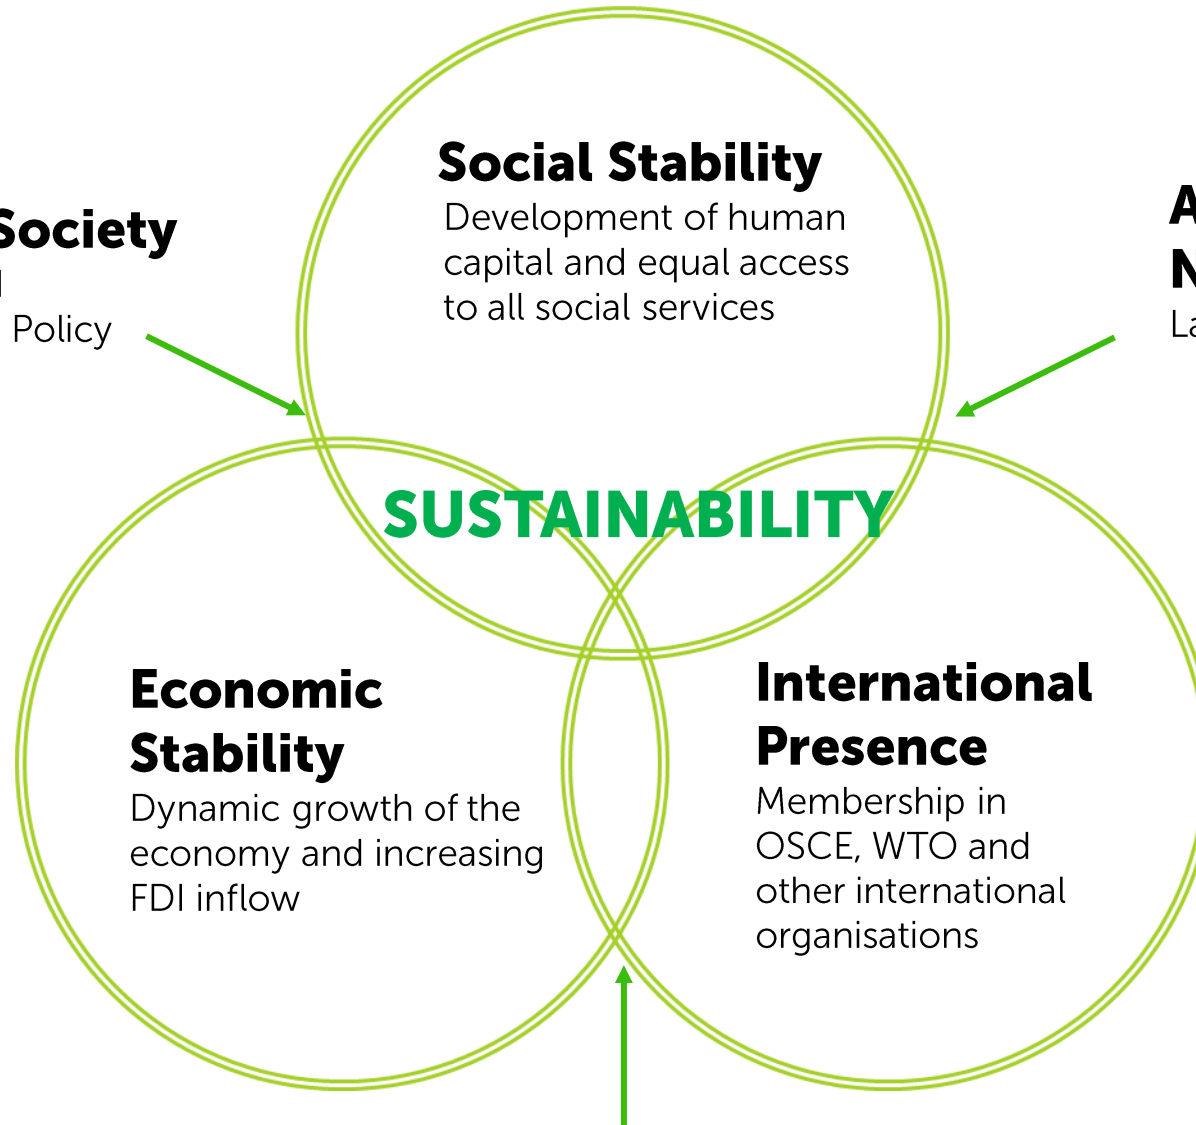 Social Stability
Development of human
capital and equal access
to all social services
Society
Policy
SUSTAINABILITY
Economic
Stability
Dynamic growth of the
economy and increasing
FDI inflow
International
Presence
Membership in
OSCE, WTO and
other international
organisations